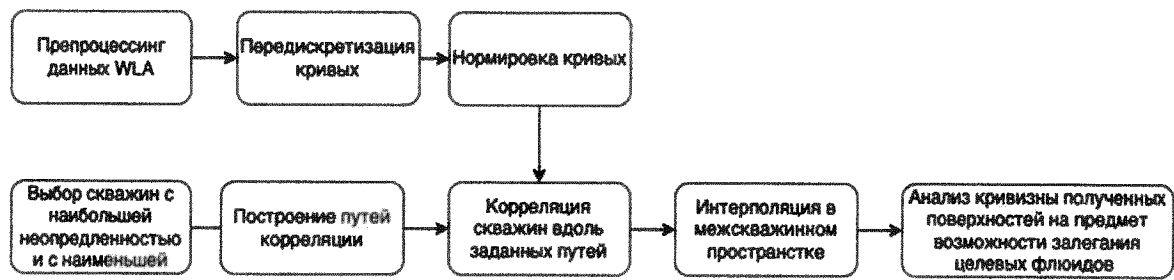 Препроцессинг
данных WLA
Передискретизация
кривых
Нормировка кривых
Выбор скважин с
наибольшей
неопредленностью
и с наименьшей
Построение путей
корреляции
Корреляция
скважин вдоль
заданных путей
Интерполяция в
межскважинном
пространстке
Анализ кривизны полученных
поверхностей на предмет
возможности залегания
целевых флюидов